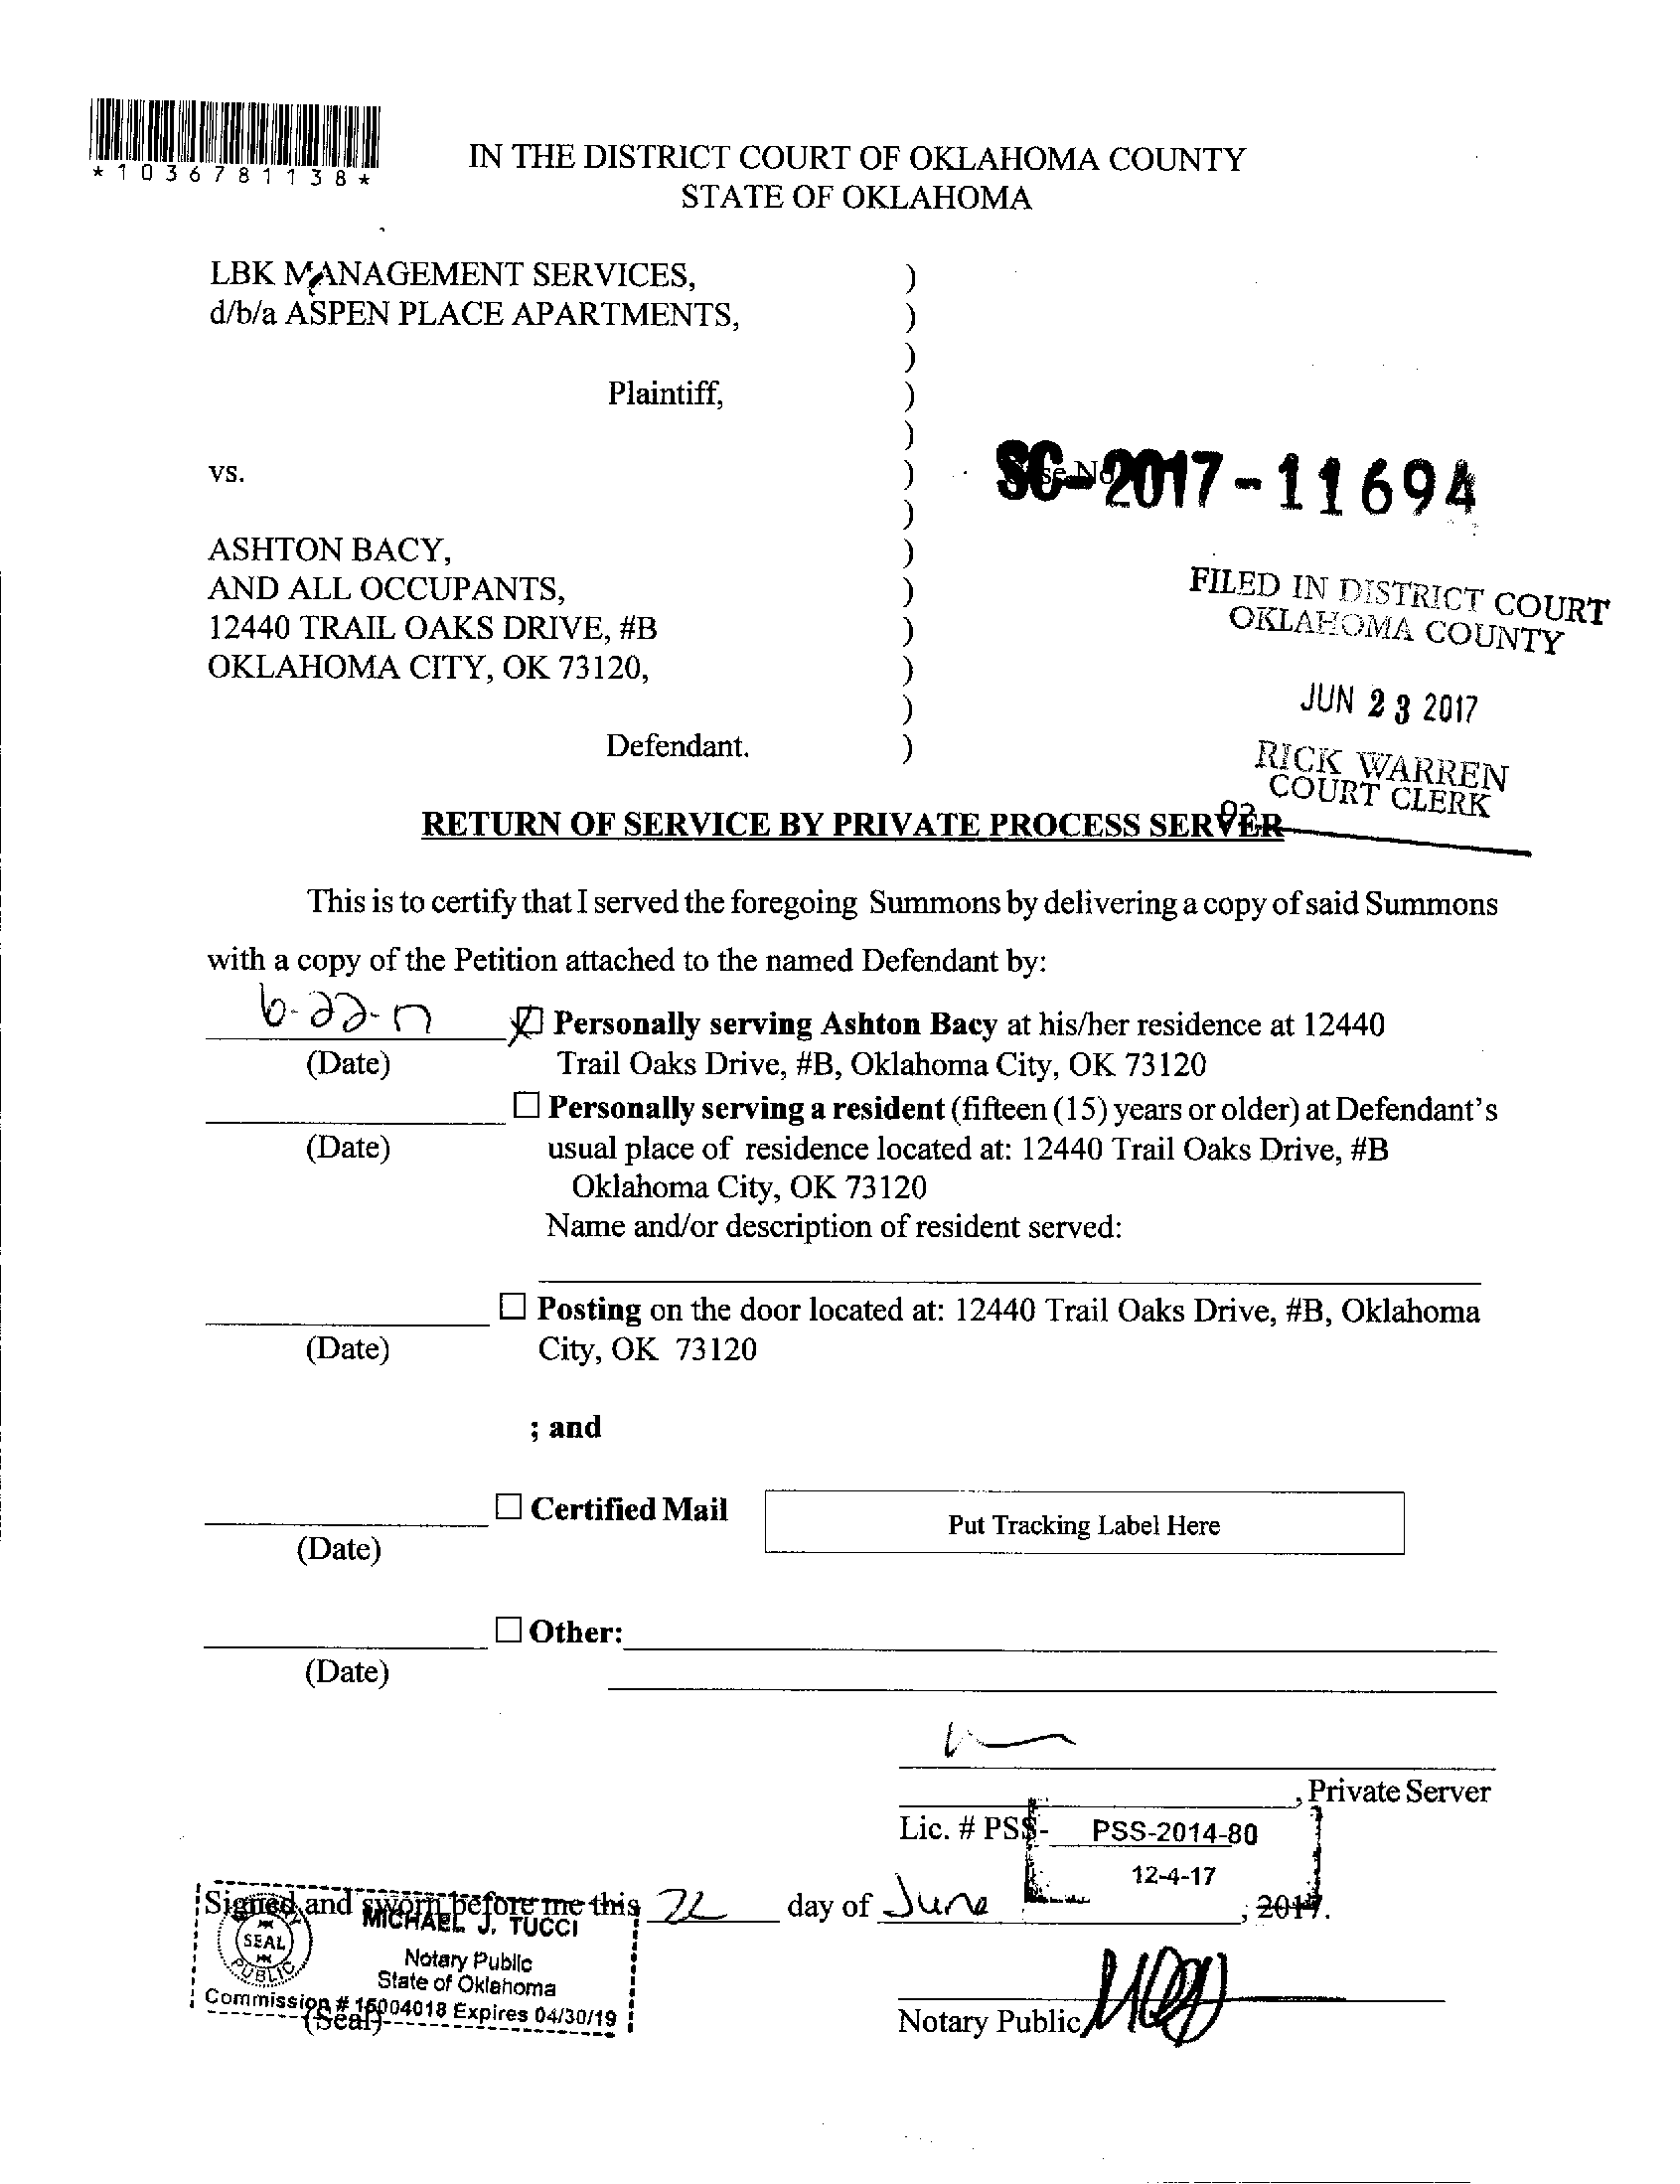 *1036781138*
IN THE DISTRICT COURT OF OKLAHOMA COUNTY
STATE OF OKLAHOMA
LBK MANAGEMENT SERVICES, )
d/b/a ASPEN PLACE APARTMENTS, )
)
Plaintiff, )
)
vs. )
SC-2017-11694
)
ASHTON BACY, )
AND ALL OCCUPANTS, )
12440 TRAIL OAKS DRIVE, #B )
OKLAHOMA CITY, OK 73120, )
)
Defendant. )
FILED IN DISTRICT COURT
OKLAHOMA COUNTY
JUN 23 2017
RICK WARREN
COURT CLERK
RETURN OF SERVICE BY PRIVATE PROCESS SERVER
This is to certify that I served the foregoing Summons by delivering a copy of said Summons
with a copy of the Petition attached to the named Defendant by:
6-22-17 ☒ Personally serving Ashton Bacy at his/her residence at 12440
(Date) Trail Oaks Drive, #B, Oklahoma City, OK 73120
☐ Personally serving a resident (fifteen (15) years or older) at Defendant's
(Date) usual place of residence located at: 12440 Trail Oaks Drive, #B
Oklahoma City, OK 73120
Name and/or description of resident served:
☐ Posting on the door located at: 12440 Trail Oaks Drive, #B, Oklahoma
(Date) City, OK 73120
; and
☐ Certified Mail Put Tracking Label Here
(Date)
☐ Other:
(Date)
, Private Server
Lic. # PSS- PSS-2014-80
12-4-17
Signed and sworn before me this 22 day of June, 2017.
MICHAEL J. TUCCI
SEAL
PUBLIC
Notary Public
State of Oklahoma
Commission # 15004018 Expires 04/30/19
(Seal)
Notary Public